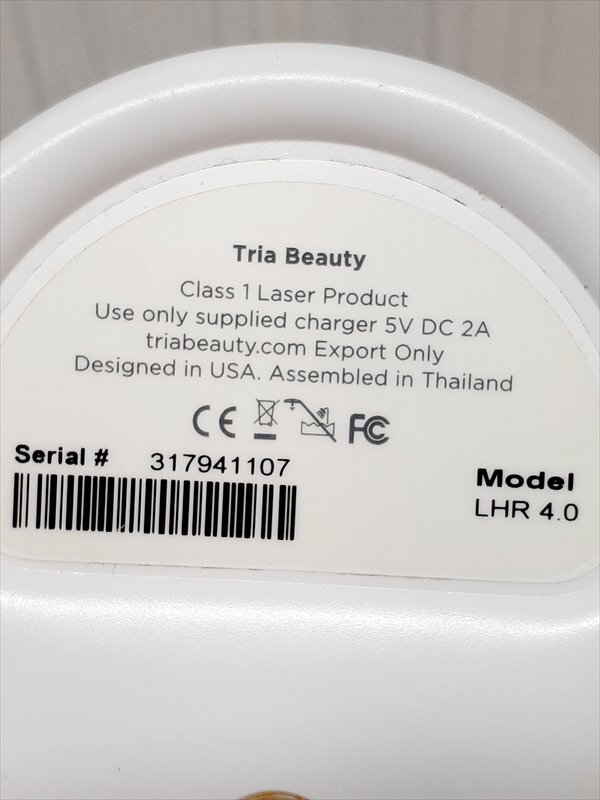 Tria Beauty
Class 1 Laser Product
Use only supplied charger 5V DC 2A
triabeauty.com Export Only
Designed in USA. Assembled in Thailand
CE FC
Serial # 317941107
Model
LHR 4.0